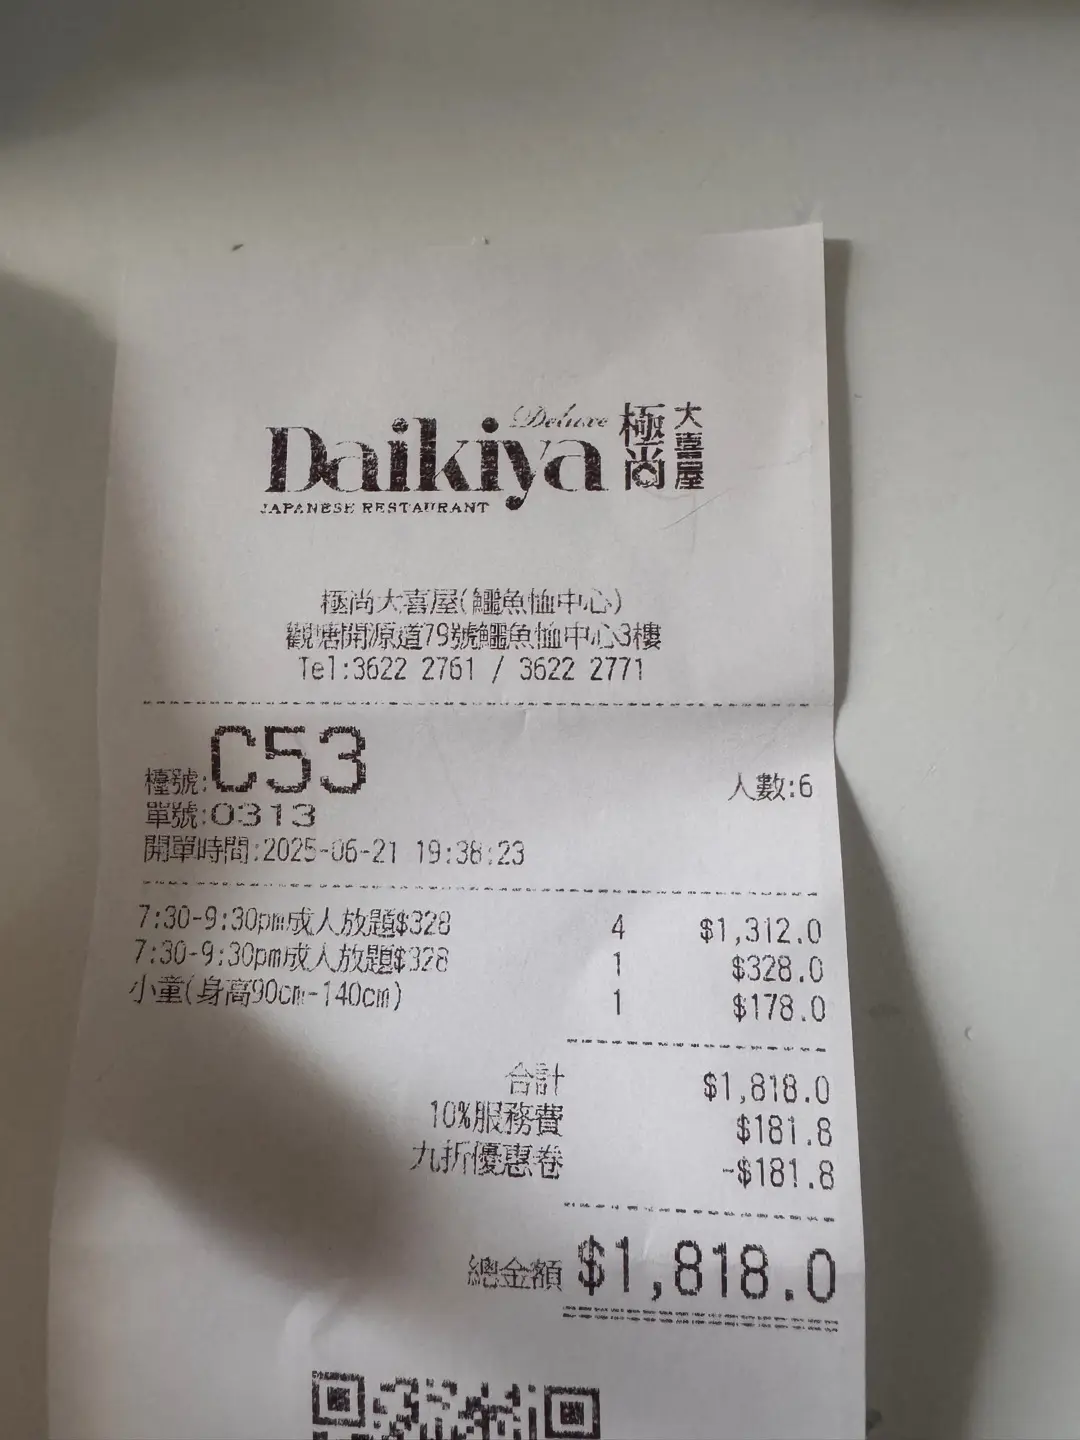 Deluxe
Daikiya 極尚 大喜屋
JAPANESE RESTAURANT
極尚大喜屋(鱷魚恤中心)
觀塘開源道79號鱷魚恤中心3樓
Tel:3622 2761 / 3622 2771
檯號:C53 人數:6
單號:0313
開單時間:2025-06-21 19:38:23
7:30-9:30pm成人放題$328 4 $1,312.0
7:30-9:30pm成人放題$328 1 $328.0
小童(身高90cm-140cm) 1 $178.0
合計 $1,818.0
10%服務費 $181.8
九折優惠卷 -$181.8
總金額 $1,818.0